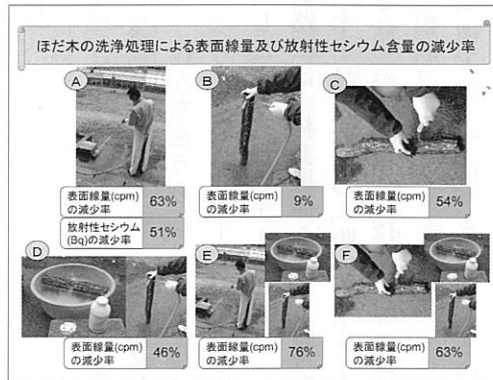 ほだ木の洗浄処理による表面線量及び放射性セシウム含量の減少率
A
B
C
表面線量(cpm)
の減少率
63%
放射性セシウム
(Bq)の減少率
51%
表面線量(cpm)
の減少率
9%
表面線量(cpm)
の減少率
54%
D
E
F
表面線量(cpm)
の減少率
46%
表面線量(cpm)
の減少率
76%
表面線量(cpm)
の減少率
63%